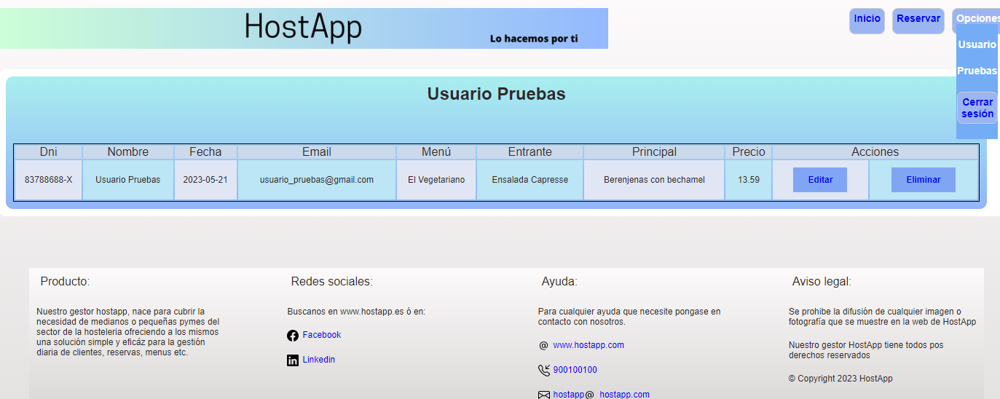 HostApp
Lo hacemos por ti
Inicio
Reservar
Opciones
Usuario
Pruebas
Cerrar
sesión
Usuario Pruebas
Dni Nombre Fecha Email Menú Entrante Principal Precio Acciones
83788688-X Usuario Pruebas 2023-05-21 usuario_pruebas@gmail.com El Vegetariano Ensalada Capresse Berenjenas con bechamel 13.59 Editar Eliminar
Producto:
Nuestro gestor hostapp, nace para cubrir la
necesidad de medianos o pequeñas pymes del
sector de la hosteleria ofreciendo a los mismos
una solución simple y eficáz para la gestión
diaria de clientes, reservas, menus etc.
Redes sociales:
Buscanos en www.hostapp.es ó en:
Facebook
Linkedin
Ayuda:
Para cualquier ayuda que necesite pongase en
contacto con nosotros.
@ www.hostapp.com
900100100
hostapp@ hostapp.com
Aviso legal:
Se prohibe la difusión de cualquier imagen o
fotografía que se muestre en la web de HostApp
Nuestro gestor HostApp tiene todos pos
derechos reservados
© Copyright 2023 HostApp